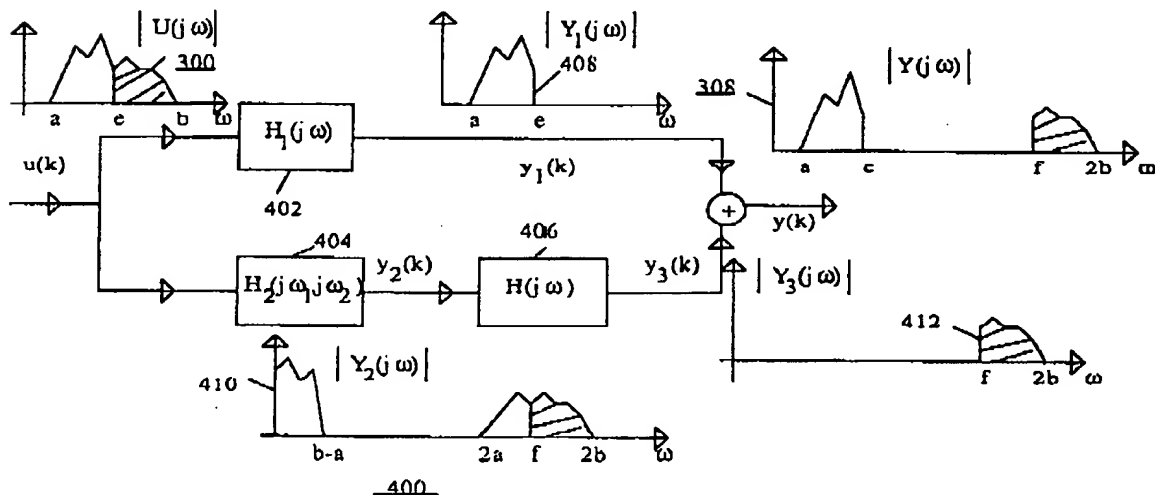 |U(jω)|
300
a e b ω
|Y₁(jω)|
408
a e ω
|Y(jω)|
308
a c f 2b ω
u(k)
H₁(jω)
402
y₁(k)
+
y(k)
404
H₂(jω₁,jω₂)
y₂(k)
406
H(jω)
y₃(k)
|Y₃(jω)|
412
f 2b ω
410
|Y₂(jω)|
b-a 2a f 2b ω
400